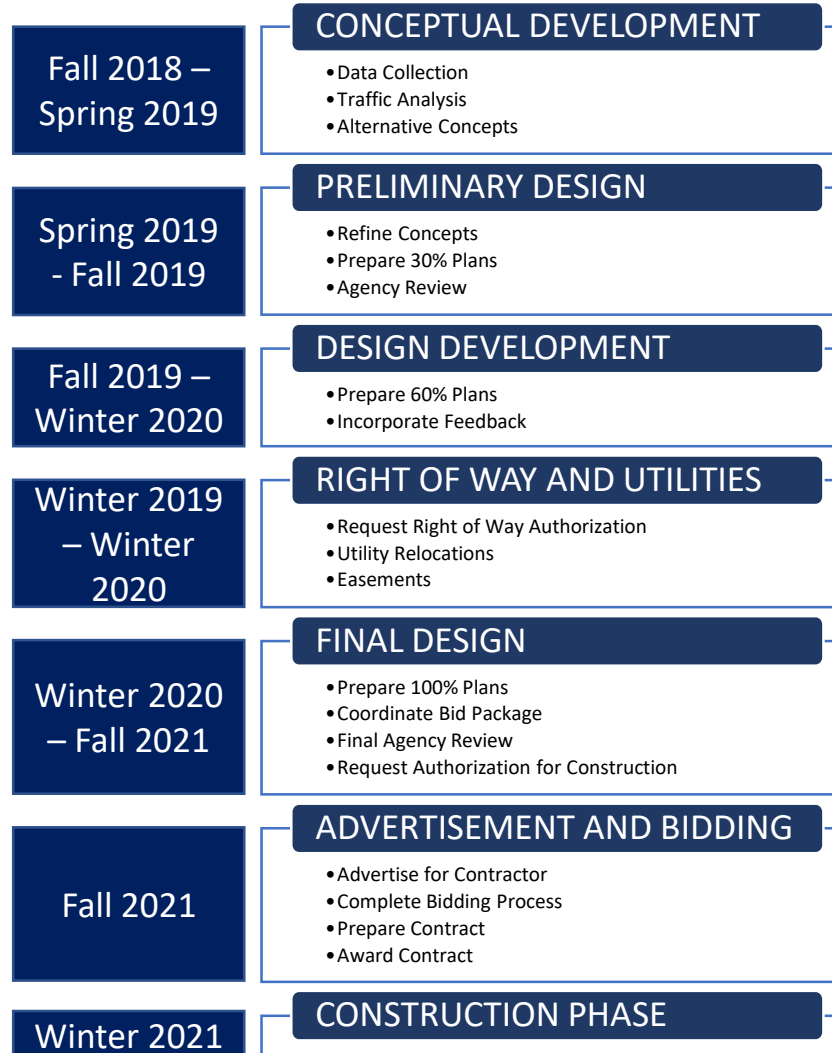 Fall 2018 –
Spring 2019
CONCEPTUAL DEVELOPMENT
•Data Collection
•Traffic Analysis
•Alternative Concepts
Spring 2019
- Fall 2019
PRELIMINARY DESIGN
•Refine Concepts
•Prepare 30% Plans
•Agency Review
Fall 2019 –
Winter 2020
DESIGN DEVELOPMENT
•Prepare 60% Plans
•Incorporate Feedback
Winter 2019
– Winter
2020
RIGHT OF WAY AND UTILITIES
•Request Right of Way Authorization
•Utility Relocations
•Easements
Winter 2020
– Fall 2021
FINAL DESIGN
•Prepare 100% Plans
•Coordinate Bid Package
•Final Agency Review
•Request Authorization for Construction
Fall 2021
ADVERTISEMENT AND BIDDING
•Advertise for Contractor
•Complete Bidding Process
•Prepare Contract
•Award Contract
Winter 2021
CONSTRUCTION PHASE